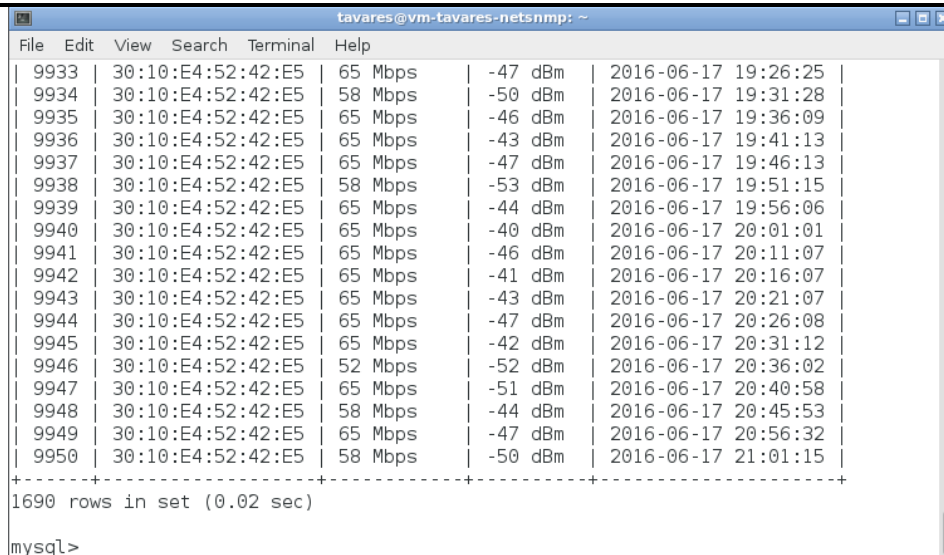 tavares@vm-tavares-netsnmp: ~
File Edit View Search Terminal Help
| 9933 | 30:10:E4:52:42:E5 | 65 Mbps | -47 dBm | 2016-06-17 19:26:25 |
| 9934 | 30:10:E4:52:42:E5 | 58 Mbps | -50 dBm | 2016-06-17 19:31:28 |
| 9935 | 30:10:E4:52:42:E5 | 65 Mbps | -46 dBm | 2016-06-17 19:36:09 |
| 9936 | 30:10:E4:52:42:E5 | 65 Mbps | -43 dBm | 2016-06-17 19:41:13 |
| 9937 | 30:10:E4:52:42:E5 | 65 Mbps | -47 dBm | 2016-06-17 19:46:13 |
| 9938 | 30:10:E4:52:42:E5 | 58 Mbps | -53 dBm | 2016-06-17 19:51:15 |
| 9939 | 30:10:E4:52:42:E5 | 65 Mbps | -44 dBm | 2016-06-17 19:56:06 |
| 9940 | 30:10:E4:52:42:E5 | 65 Mbps | -40 dBm | 2016-06-17 20:01:01 |
| 9941 | 30:10:E4:52:42:E5 | 65 Mbps | -46 dBm | 2016-06-17 20:11:07 |
| 9942 | 30:10:E4:52:42:E5 | 65 Mbps | -41 dBm | 2016-06-17 20:16:07 |
| 9943 | 30:10:E4:52:42:E5 | 65 Mbps | -43 dBm | 2016-06-17 20:21:07 |
| 9944 | 30:10:E4:52:42:E5 | 65 Mbps | -47 dBm | 2016-06-17 20:26:08 |
| 9945 | 30:10:E4:52:42:E5 | 65 Mbps | -42 dBm | 2016-06-17 20:31:12 |
| 9946 | 30:10:E4:52:42:E5 | 52 Mbps | -52 dBm | 2016-06-17 20:36:02 |
| 9947 | 30:10:E4:52:42:E5 | 65 Mbps | -51 dBm | 2016-06-17 20:40:58 |
| 9948 | 30:10:E4:52:42:E5 | 58 Mbps | -44 dBm | 2016-06-17 20:45:53 |
| 9949 | 30:10:E4:52:42:E5 | 65 Mbps | -47 dBm | 2016-06-17 20:56:32 |
| 9950 | 30:10:E4:52:42:E5 | 58 Mbps | -50 dBm | 2016-06-17 21:01:15 |
+------+-------------------+------------+----------+---------------------+
1690 rows in set (0.02 sec)
mysql>